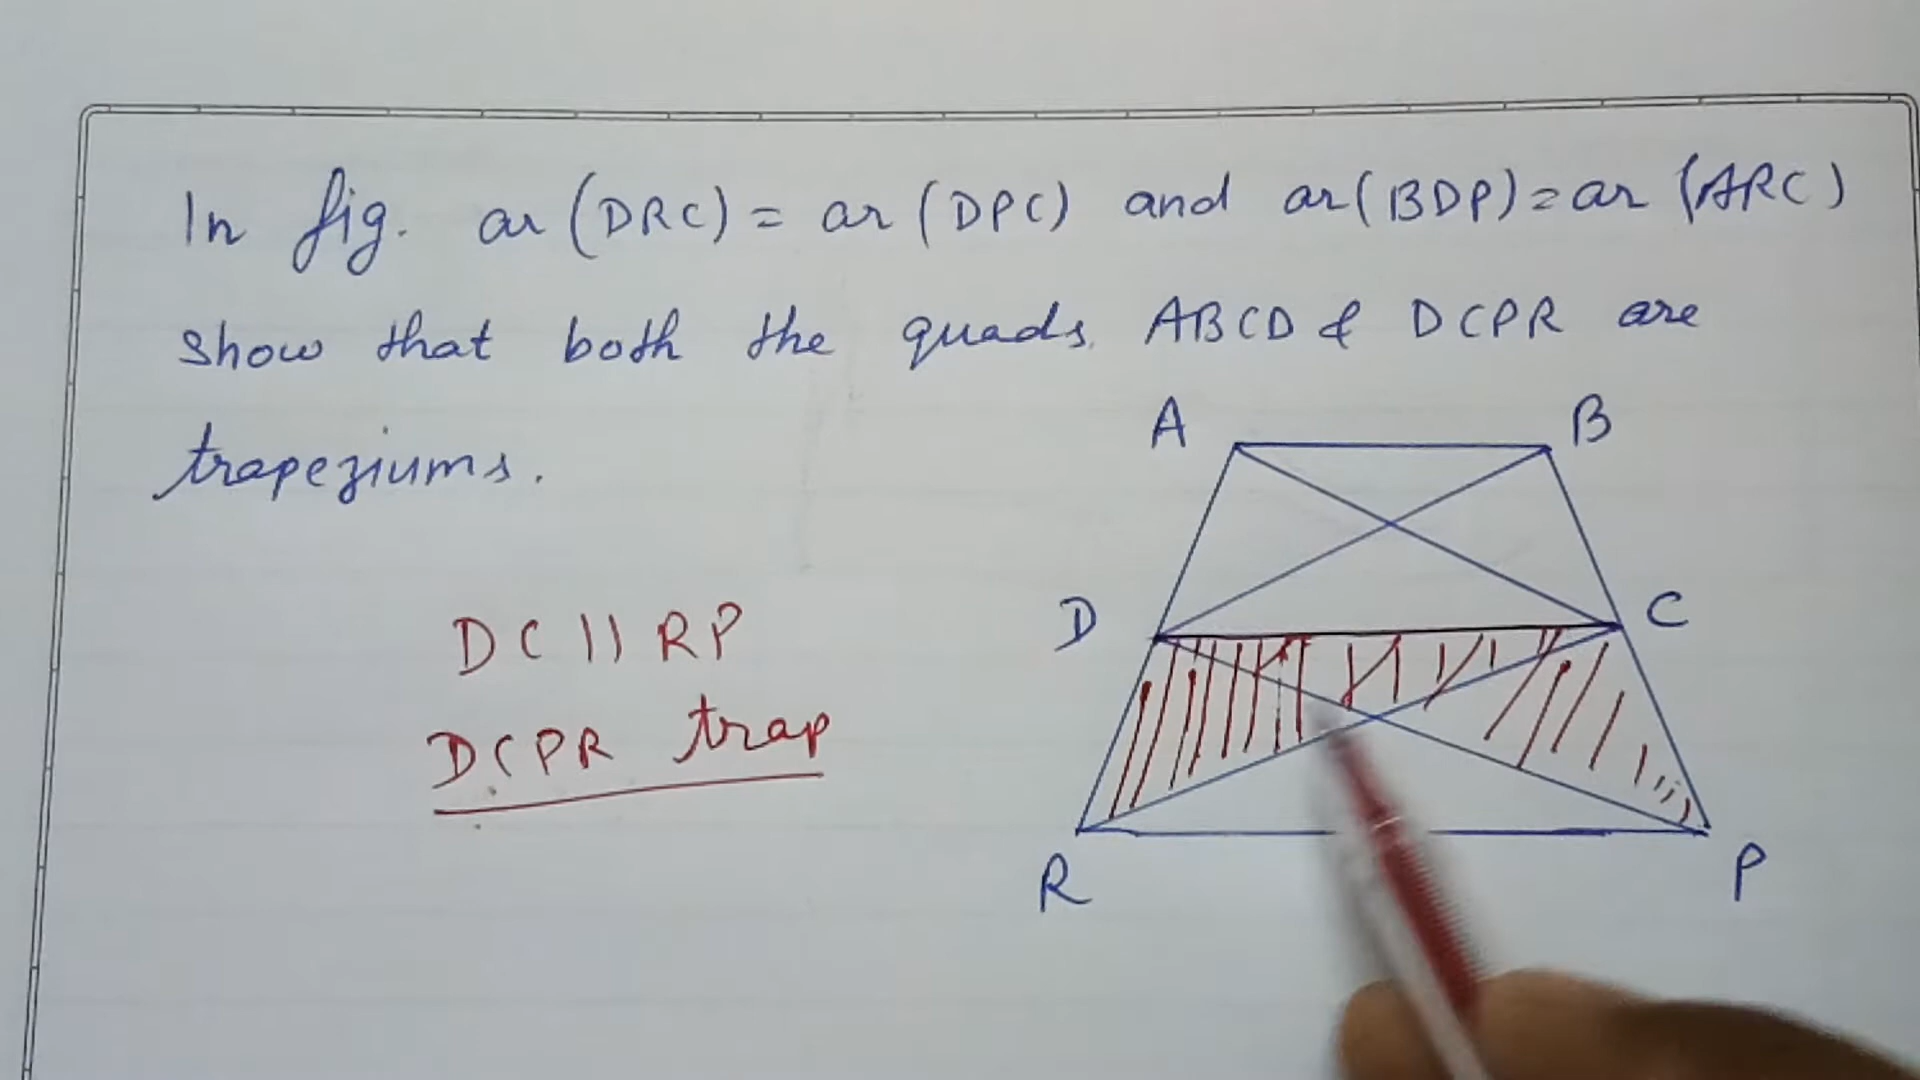 In fig. ar (DRC) = ar (DPC) and ar (BDP) = ar (ARC)
show that both the quads. ABCD & DCPR are
trapeziums.
A B
D C
DC || RP
DCPR trap
R P